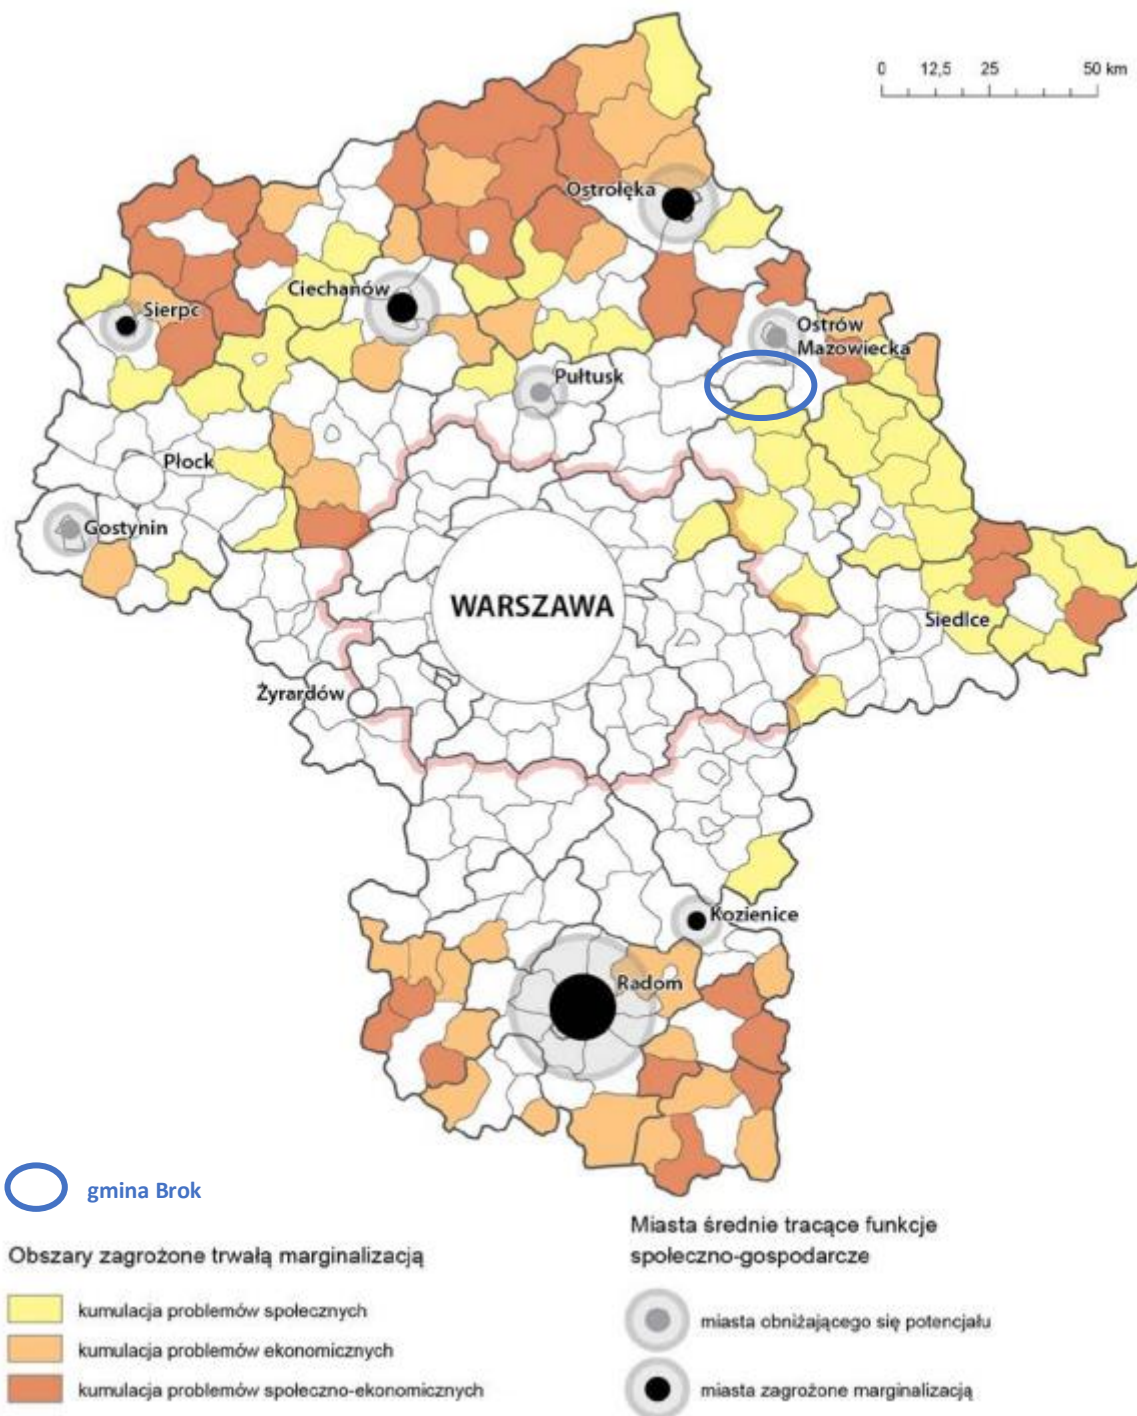 0 12,5 25 50 km
Ostrołęka
Ciechanów
Sierpc
Ostrów
Mazowiecka
Pułtusk
Płock
Gostynin
WARSZAWA
Siedlce
Żyrardów
Kozienice
Radom
gmina Brok
Obszary zagrożone trwałą marginalizacją
kumulacja problemów społecznych
kumulacja problemów ekonomicznych
kumulacja problemów społeczno-ekonomicznych
Miasta średnie tracące funkcje
społeczno-gospodarcze
miasta obniżającego się potencjału
miasta zagrożone marginalizacją